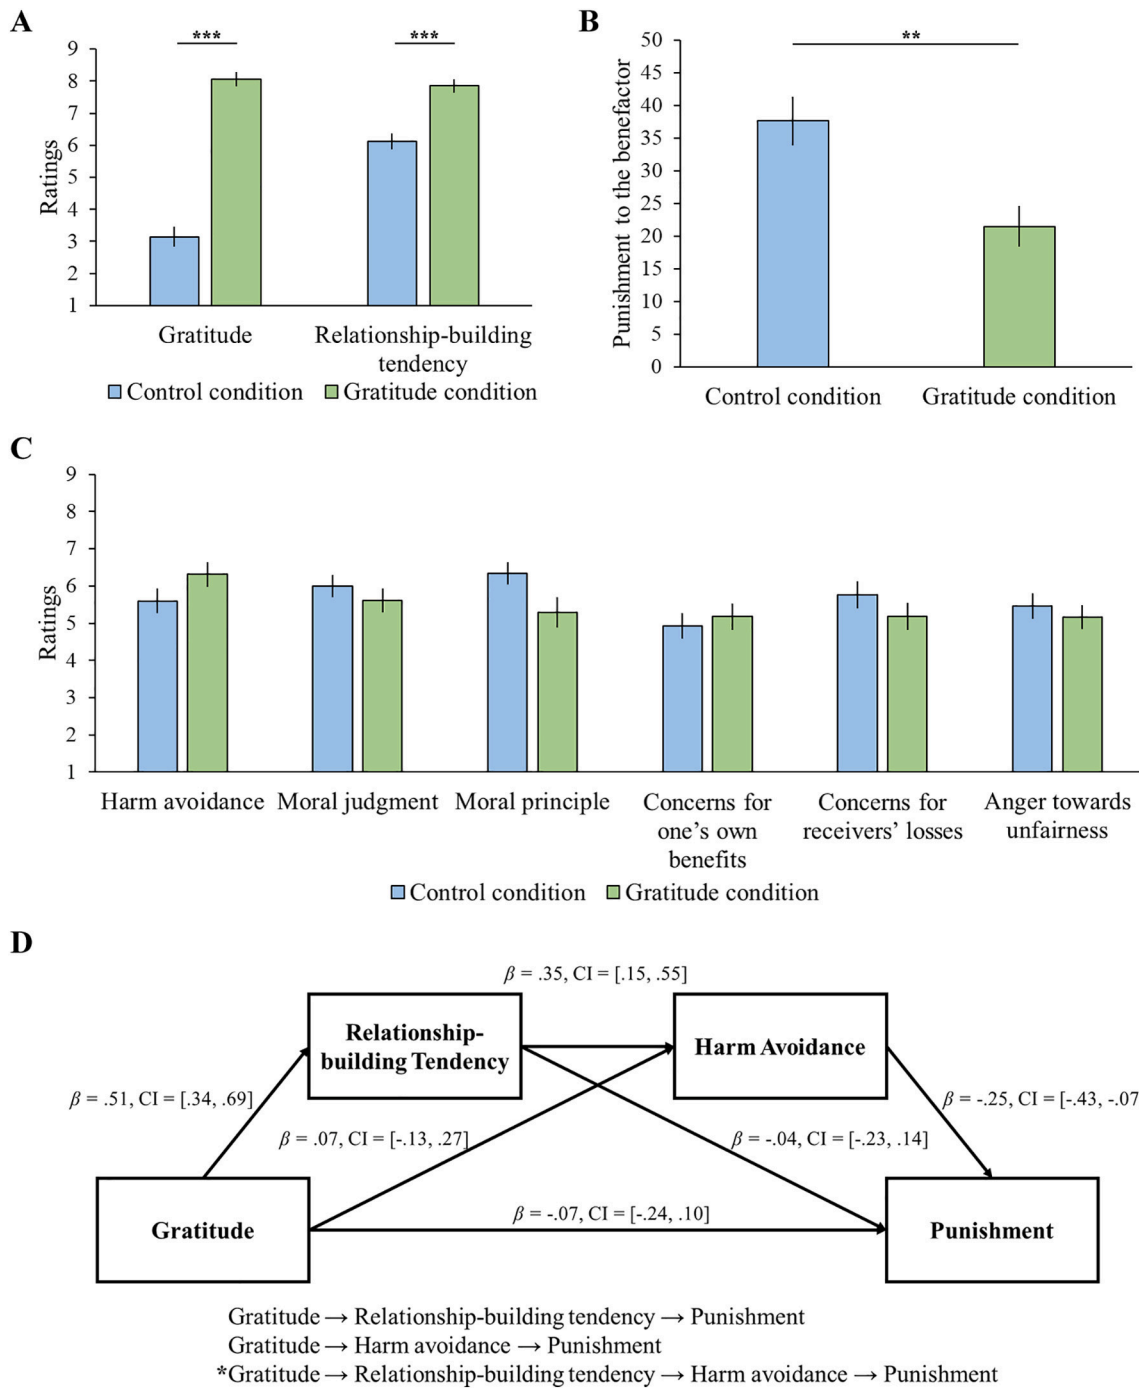 A
***
***
9
8
7
6
5
4
3
2
1
Ratings
Gratitude
Relationship-building
tendency
Control condition
Gratitude condition
B
**
50
45
40
35
30
25
20
15
10
5
0
Punishment to the benefactor
Control condition
Gratitude condition
C
9
8
7
6
5
4
3
2
1
Ratings
Harm avoidance
Moral judgment
Moral principle
Concerns for
one's own
benefits
Concerns for
receivers' losses
Anger towards
unfairness
Control condition
Gratitude condition
D
β = .35, CI = [.15, .55]
Relationship-
building Tendency
Harm Avoidance
β = .51, CI = [.34, .69]
β = -.25, CI = [-.43, -.07
β = .07, CI = [-.13, .27]
β = -.04, CI = [-.23, .14]
β = -.07, CI = [-.24, .10]
Gratitude
Punishment
Gratitude → Relationship-building tendency → Punishment
Gratitude → Harm avoidance → Punishment
*Gratitude → Relationship-building tendency → Harm avoidance → Punishment